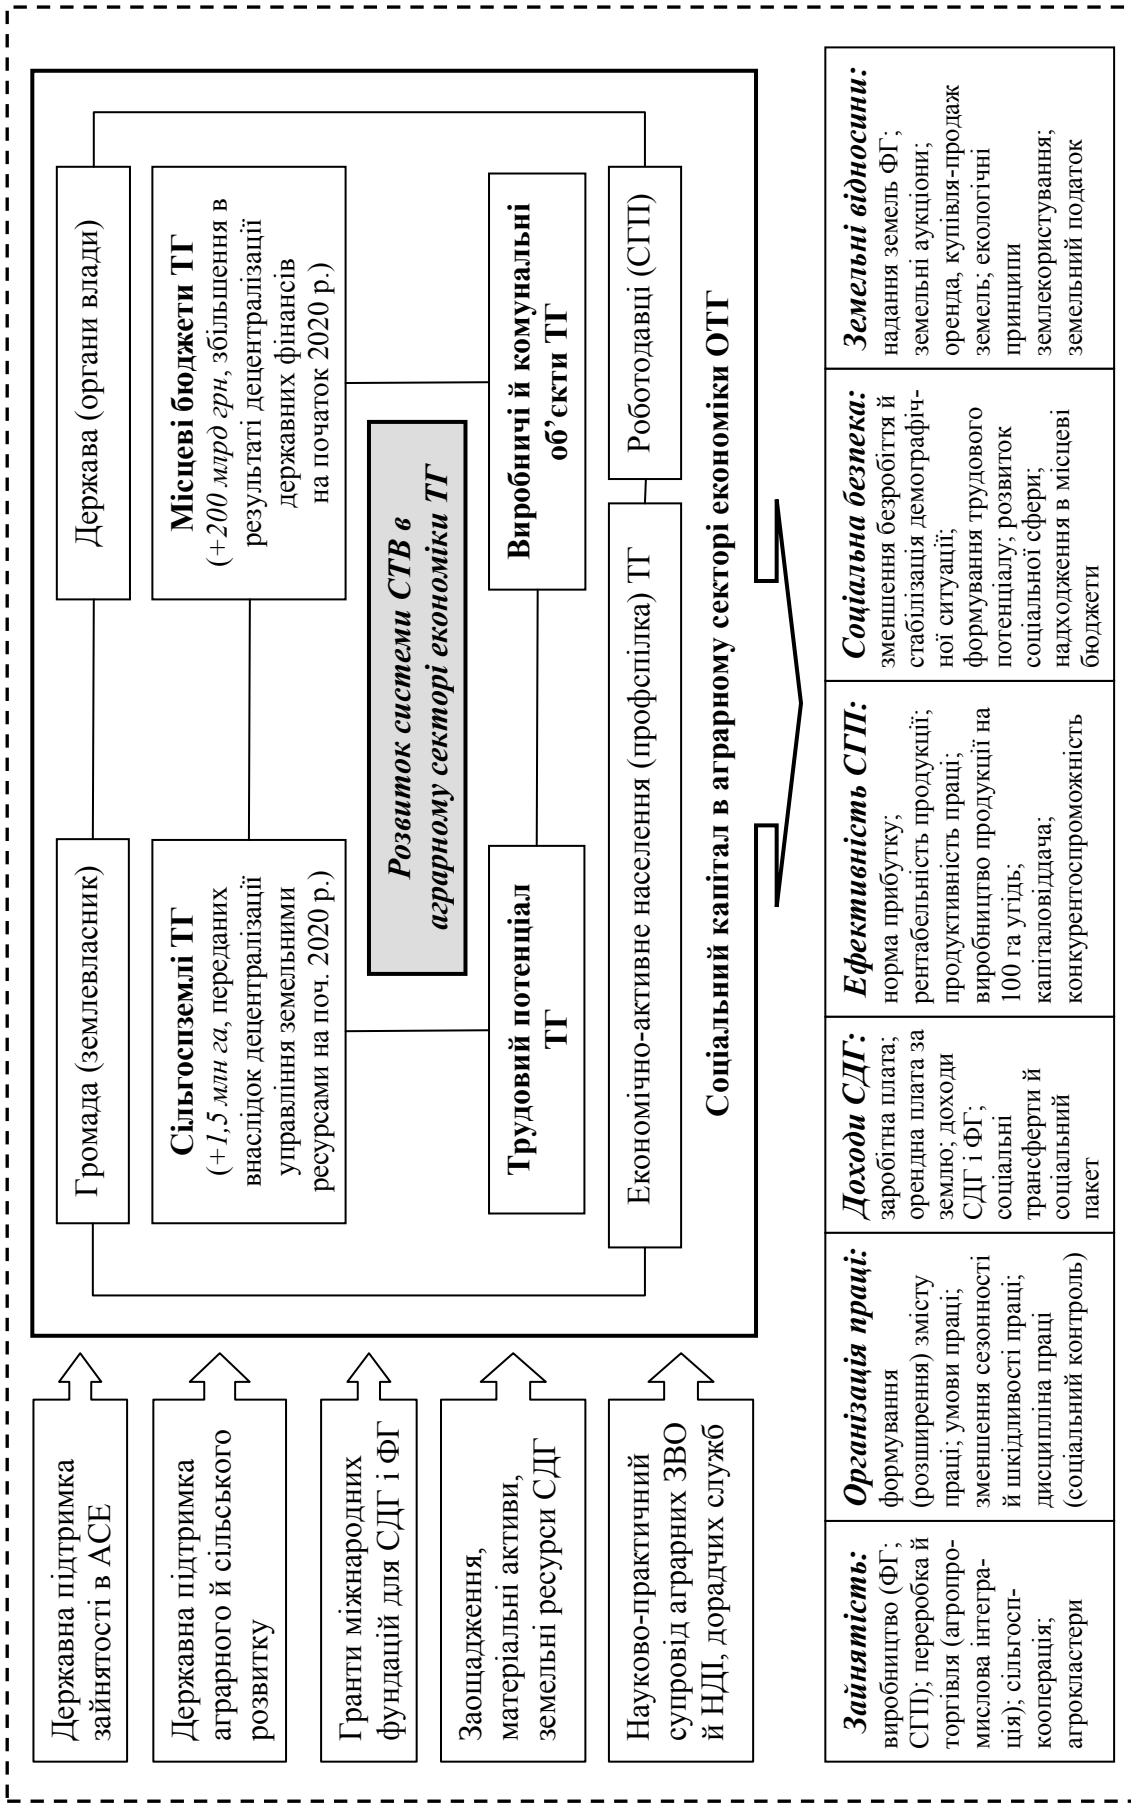 Державна підтримка
зайнятості в АСЕ
Державна підтримка
аграрного й сільського
розвитку
Гранти міжнародних
фундацій для СДГ і ФГ
Заощадження,
матеріальні активи,
земельні ресурси СДГ
Науково-практичний
супровід аграрних ЗВО
й НДІ, дорадчих служб
Громада (землевласник)
Держава (органи влади)
Сільгоспземлі ТГ
(+1,5 млн га, переданих
внаслідок децентралізації
управління земельними
ресурсами на поч. 2020 р.)
Місцеві бюджети ТГ
(+200 млрд грн, збільшення в
результаті децентралізації
державних фінансів
на початок 2020 р.)
Розвиток системи СТВ в
аграрному секторі економіки ТГ
Трудовий потенціал
ТГ
Виробничі й комунальні
об’єкти ТГ
Економічно-активне населення (профспілка) ТГ
Роботодавці (СГП)
Соціальний капітал в аграрному секторі економіки ОТГ
Зайнятість:
виробництво (ФГ,
СГП); переробка й
торгівля (агропро-
мислова інтегра-
ція); сільгосп-
кооперація;
агрокластери
Організація праці:
формування
(розширення) змісту
праці; умови праці;
зменшення сезонності
й шкідливості праці;
дисципліна праці
(соціальний контроль)
Доходи СДГ:
заробітна плата;
орендна плата за
землю; доходи
СДГ і ФГ;
соціальні
трансферти й
соціальний
пакет
Ефективність СГП:
норма прибутку;
рентабельність продукції;
продуктивність праці;
виробництво продукції на
100 га угідь;
капіталовіддача;
конкурентоспроможність
Соціальна безпека:
зменшення безробіття й
стабілізація демографіч-
ної ситуації;
формування трудового
потенціалу; розвиток
соціальної сфери;
надходження в місцеві
бюджети
Земельні відносини:
надання земель ФГ;
земельні аукціони;
оренда, купівля-продаж
земель; екологічні
принципи
землекористування;
земельний податок